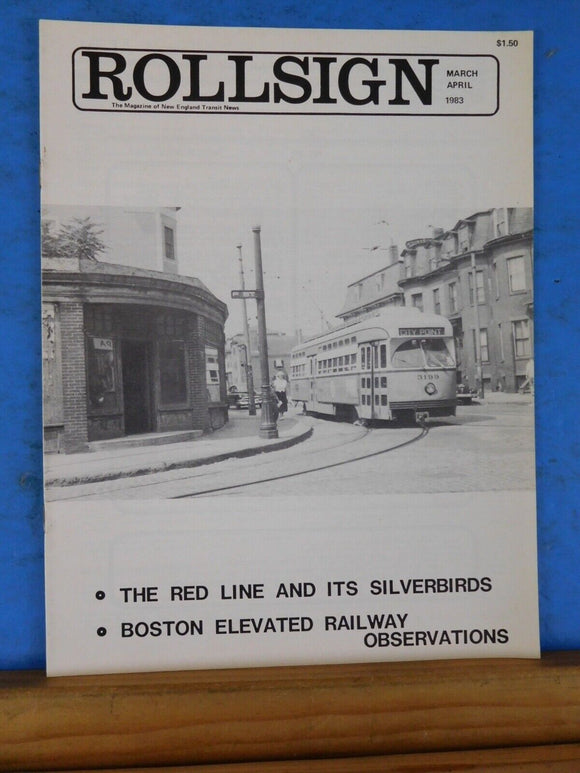 $1.50
ROLLSIGN
MARCH
APRIL
1983
The Magazine of New England Transit News
CITY POINT
3199
• THE RED LINE AND ITS SILVERBIRDS
• BOSTON ELEVATED RAILWAY
OBSERVATIONS